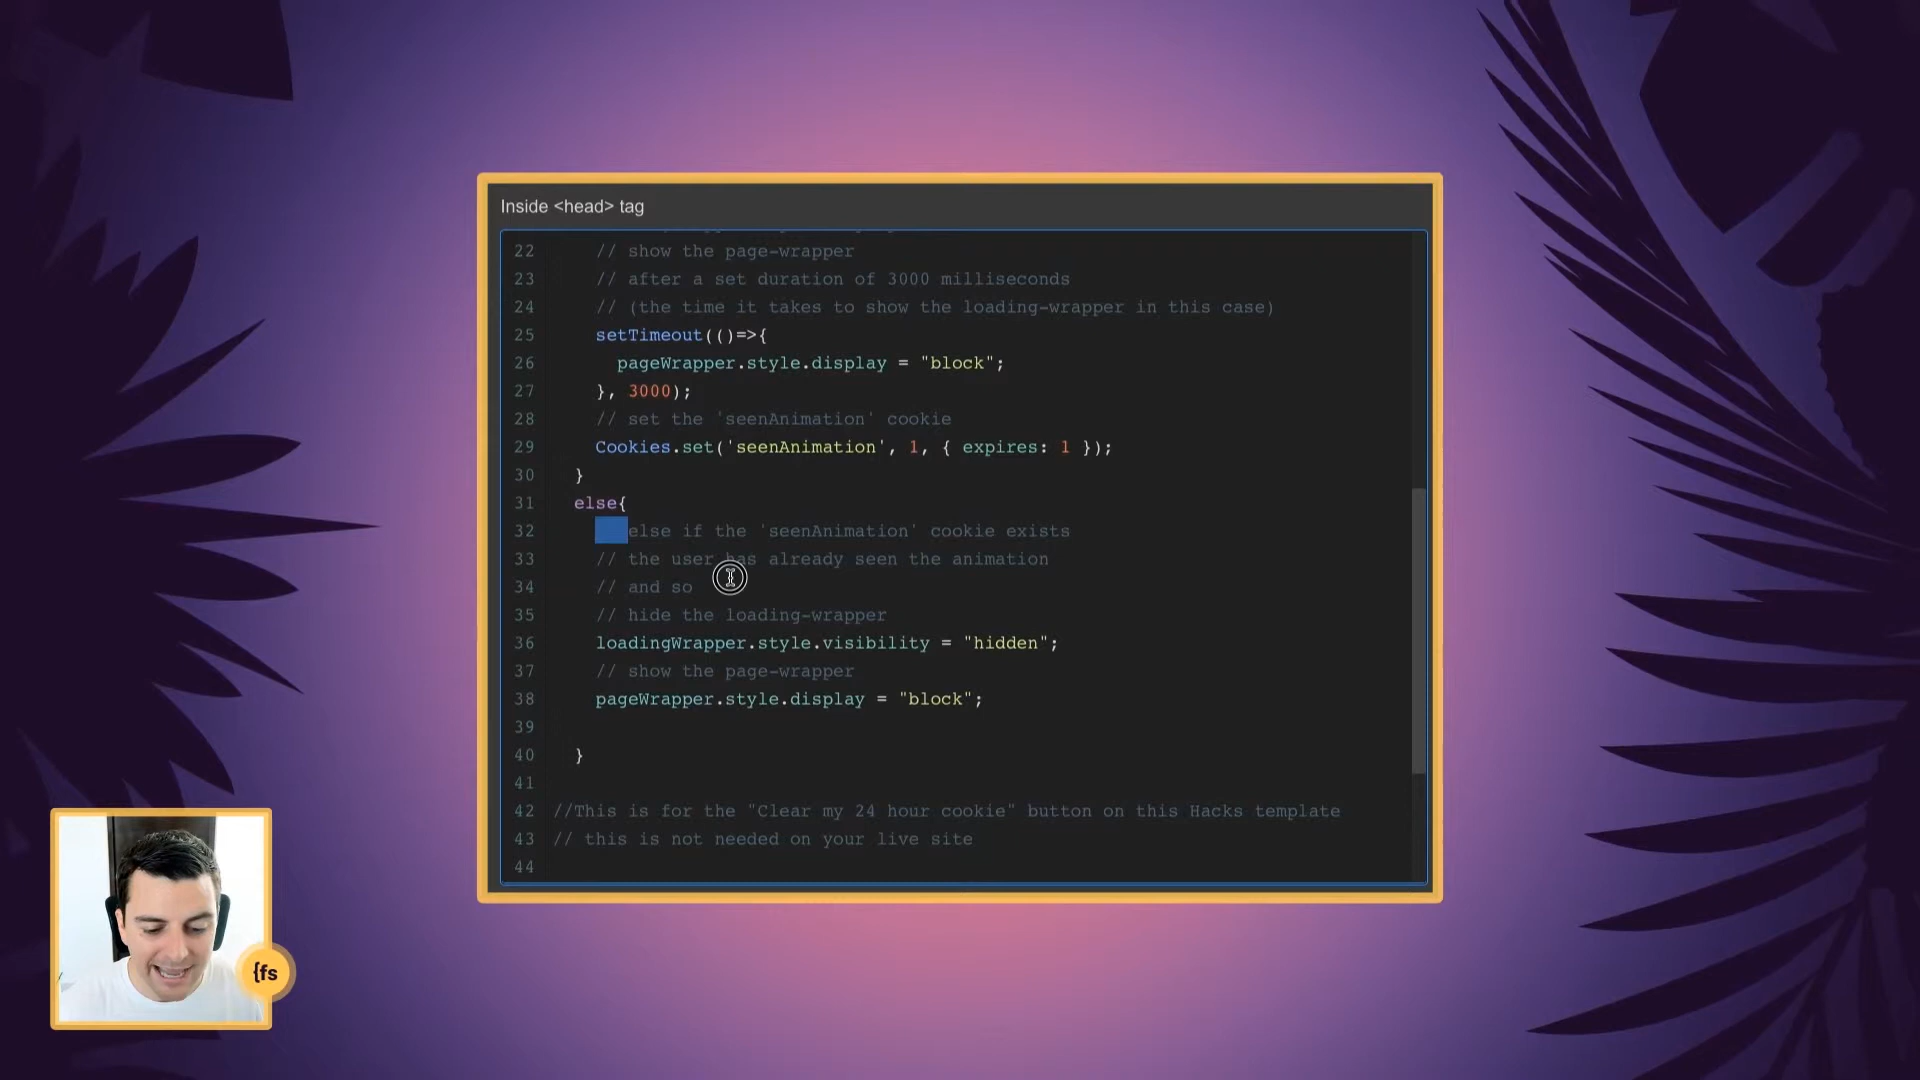 Inside <head> tag
22 // show the page-wrapper
23 // after a set duration of 3000 milliseconds
24 // (the time it takes to show the loading-wrapper in this case)
25 setTimeout(()=>{
26 pageWrapper.style.display = "block";
27 }, 3000);
28 // set the 'seenAnimation' cookie
29 Cookies.set('seenAnimation', 1, { expires: 1 });
30 }
31 else{
32 else if the 'seenAnimation' cookie exists
33 // the user has already seen the animation
34 // and so
35 // hide the loading-wrapper
36 loadingWrapper.style.visibility = "hidden";
37 // show the page-wrapper
38 pageWrapper.style.display = "block";
39
40 }
41
42 //This is for the "Clear my 24 hour cookie" button on this Hacks template
43 // this is not needed on your live site
44
{fs